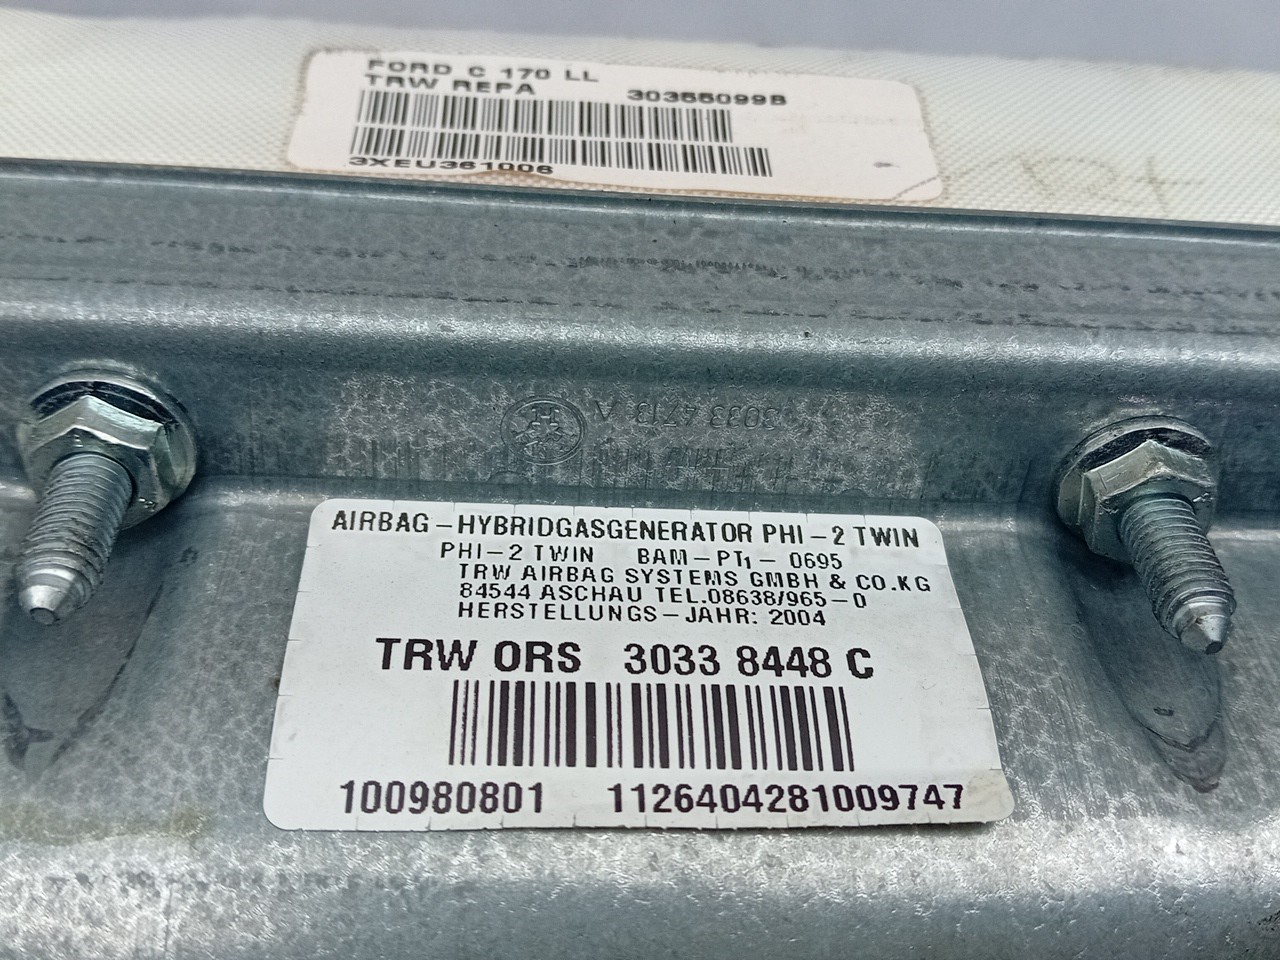 FORD C 170 LL
TRW REPA 30355099B
3XEU361006
3033 4713 A
AIRBAG-HYBRIDGASGENERATOR PHI-2 TWIN
PHI-2 TWIN BAM-PT1-0695
TRW AIRBAG SYSTEMS GMBH & CO.KG
84544 ASCHAU TEL.08638/965-0
HERSTELLUNGS-JAHR: 2004
TRW ORS 3033 8448 C
100980801 1126404281009747